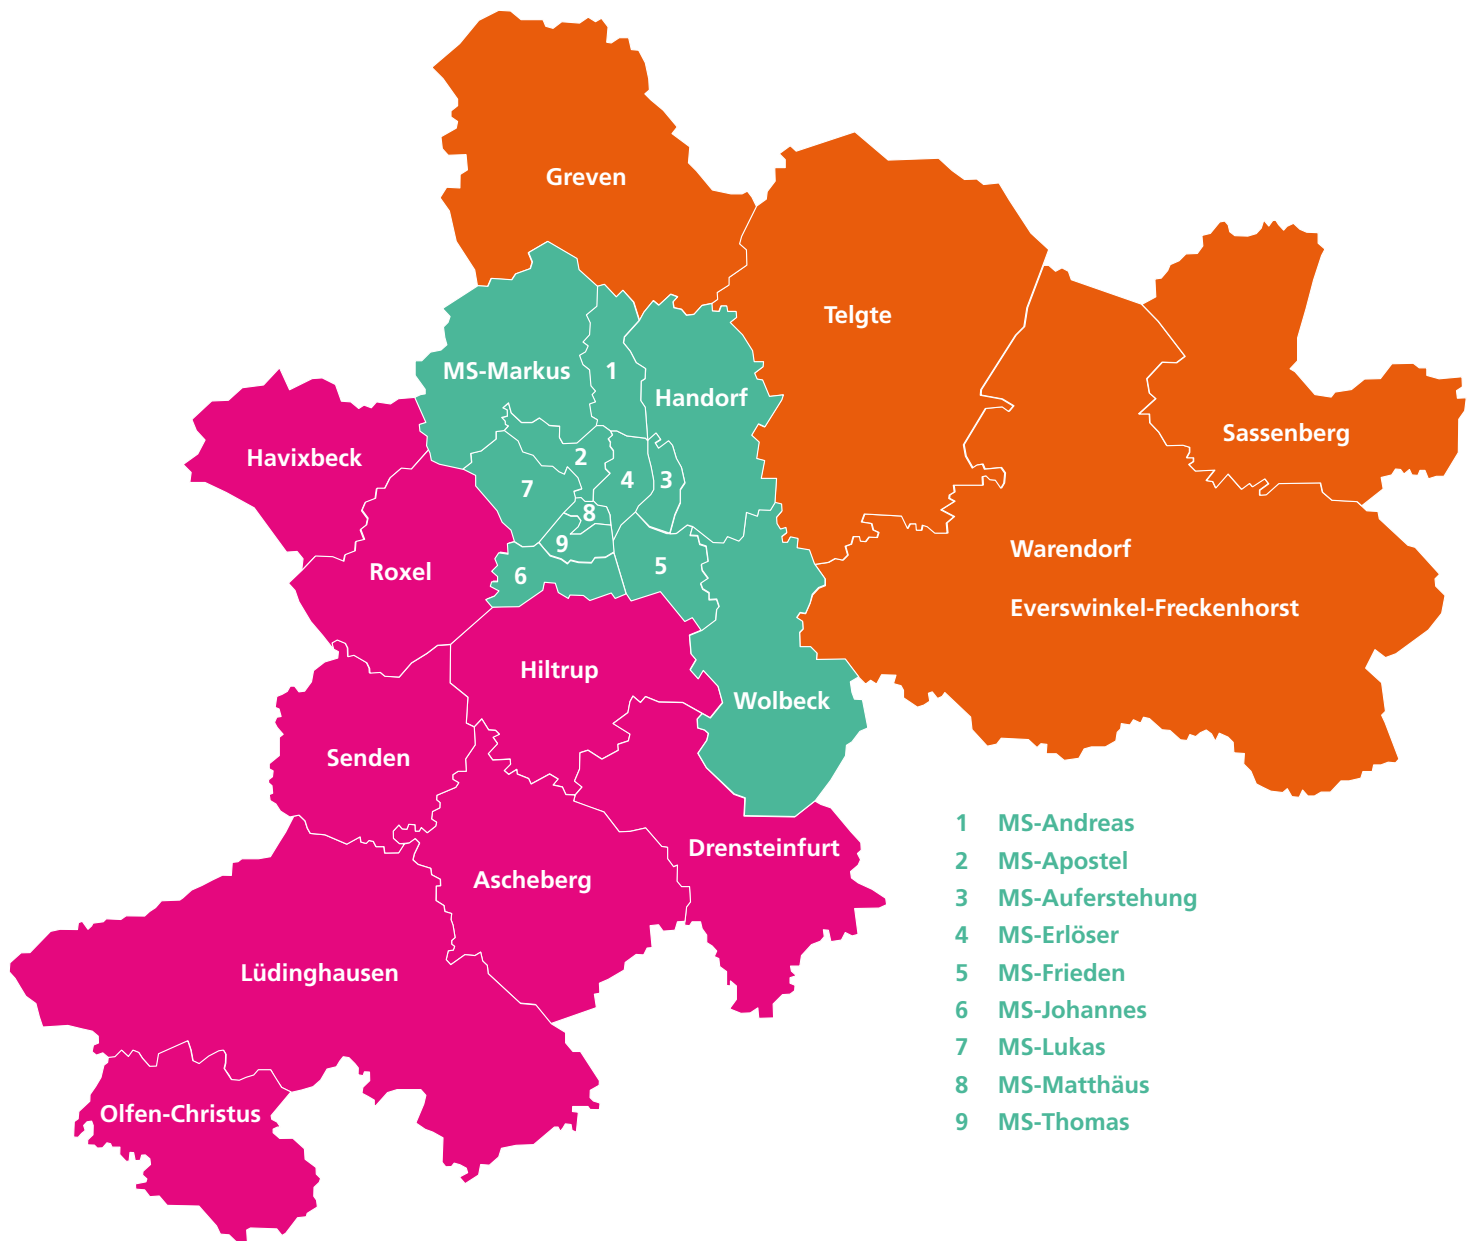 Greven
Telgte
MS-Markus
1
Handorf
Sassenberg
Havixbeck
2
7
4
3
8
9
Warendorf
Roxel
6
5
Everswinkel-Freckenhorst
Hiltrup
Wolbeck
Senden
Drensteinfurt
Ascheberg
Lüdinghausen
Olfen-Christus
1 MS-Andreas
2 MS-Apostel
3 MS-Auferstehung
4 MS-Erlöser
5 MS-Frieden
6 MS-Johannes
7 MS-Lukas
8 MS-Matthäus
9 MS-Thomas